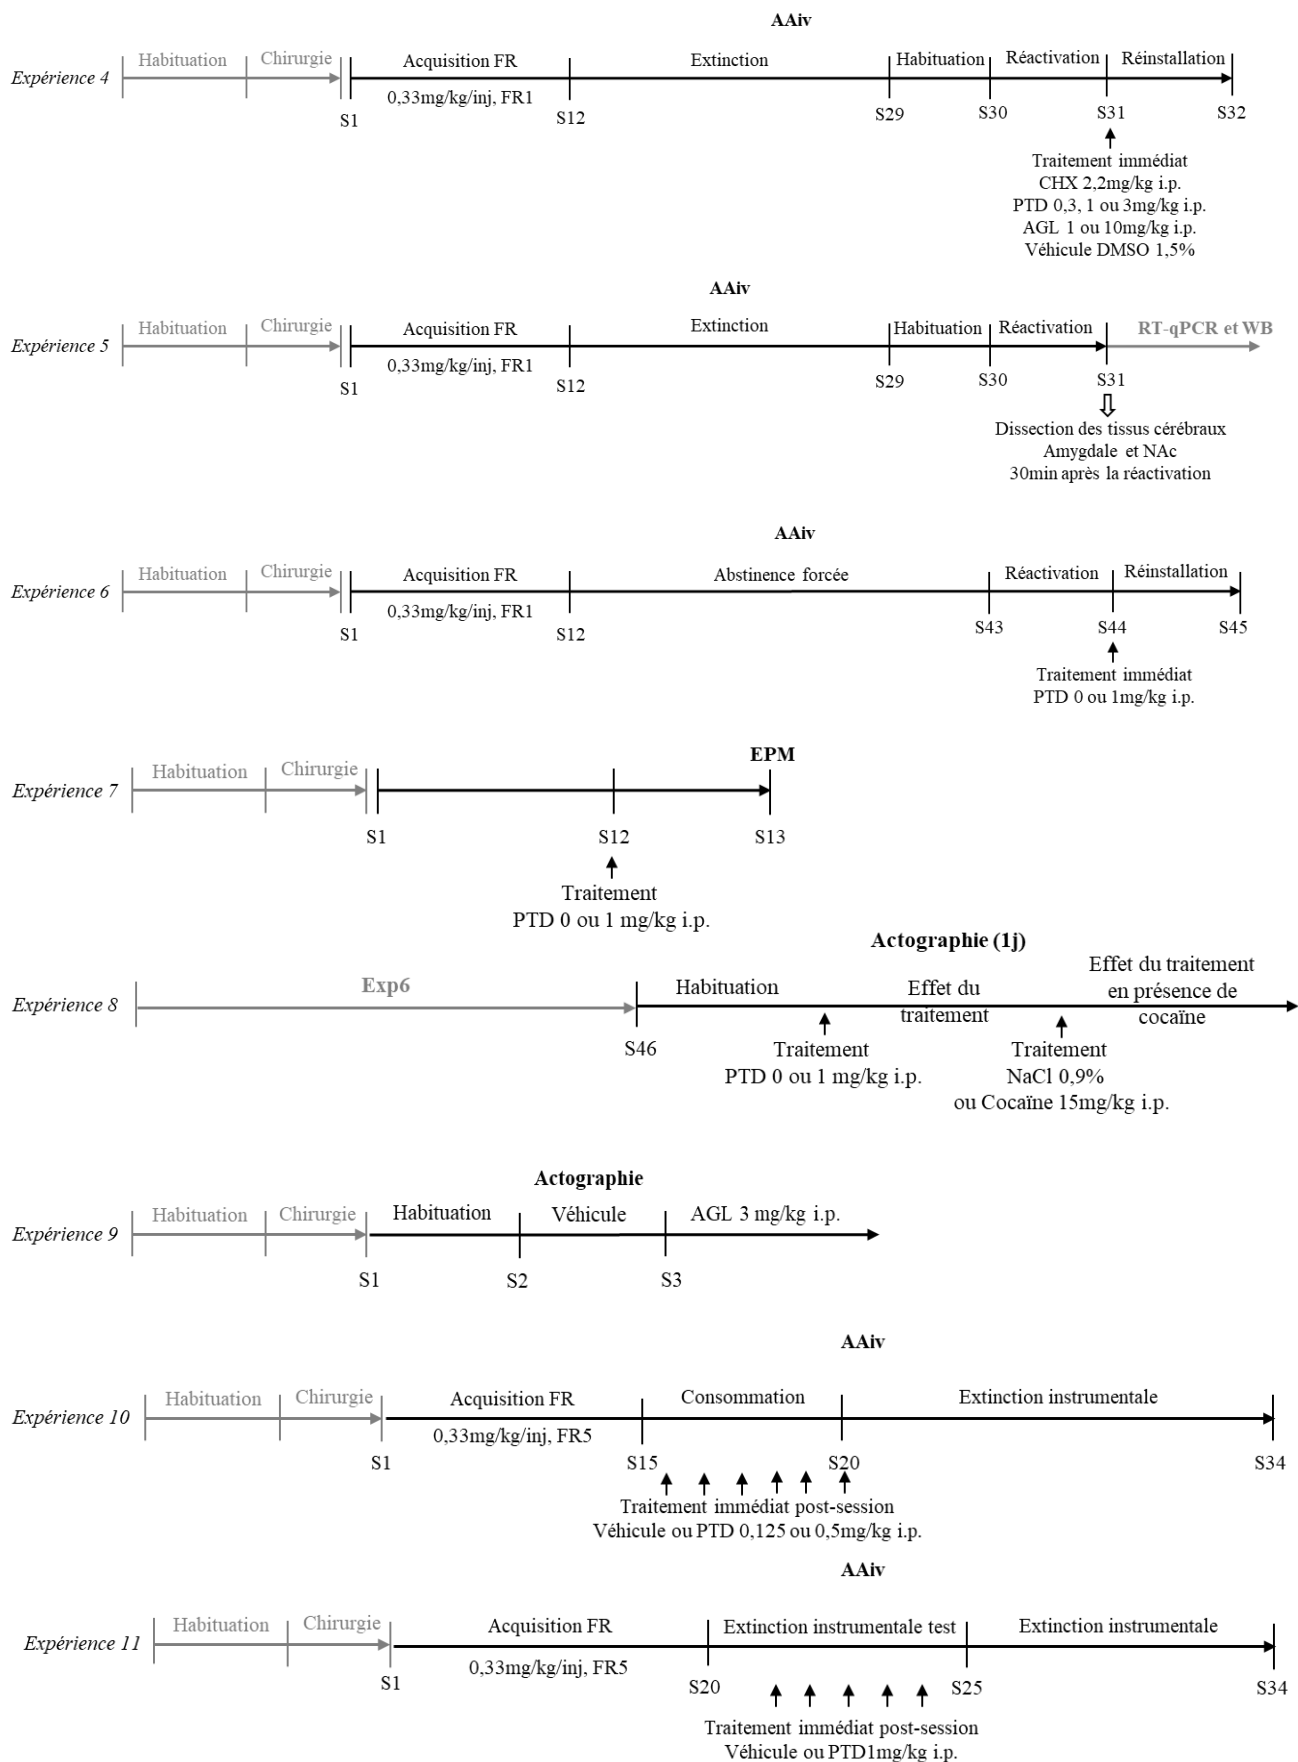 AAiv
Habituation Chirurgie Acquisition FR Extinction Habituation Réactivation Réinstallation
Expérience 4
0,33mg/kg/inj, FR1
S1 S12 S29 S30 S31 S32
Traitement immédiat
CHX 2,2mg/kg i.p.
PTD 0,3, 1 ou 3mg/kg i.p.
AGL 1 ou 10mg/kg i.p.
Véhicule DMSO 1,5%
AAiv
Habituation Chirurgie Acquisition FR Extinction Habituation Réactivation RT-qPCR et WB
Expérience 5
0,33mg/kg/inj, FR1
S1 S12 S29 S30 S31
Dissection des tissus cérébraux
Amygdale et NAc
30min après la réactivation
AAiv
Habituation Chirurgie Acquisition FR Abstinence forcée Réactivation Réinstallation
Expérience 6
0,33mg/kg/inj, FR1
S1 S12 S43 S44 S45
Traitement immédiat
PTD 0 ou 1mg/kg i.p.
EPM
Habituation Chirurgie
Expérience 7
S1 S12 S13
Traitement
PTD 0 ou 1 mg/kg i.p.
Actographie (1j)
Exp6 Habituation Effet du
traitement
Effet du traitement
en présence de
cocaïne
Expérience 8
S46
Traitement
PTD 0 ou 1 mg/kg i.p.
Traitement
NaCl 0,9%
ou Cocaïne 15mg/kg i.p.
Actographie
Habituation Chirurgie Habituation Véhicule AGL 3 mg/kg i.p.
Expérience 9
S1 S2 S3
AAiv
Habituation Chirurgie Acquisition FR Consommation Extinction instrumentale
Expérience 10
0,33mg/kg/inj, FR5
S1 S15 S20 S34
Traitement immédiat post-session
Véhicule ou PTD 0,125 ou 0,5mg/kg i.p.
AAiv
Habituation Chirurgie Acquisition FR Extinction instrumentale test Extinction instrumentale
Expérience 11
0,33mg/kg/inj, FR5
S1 S20 S25 S34
Traitement immédiat post-session
Véhicule ou PTD1mg/kg i.p.